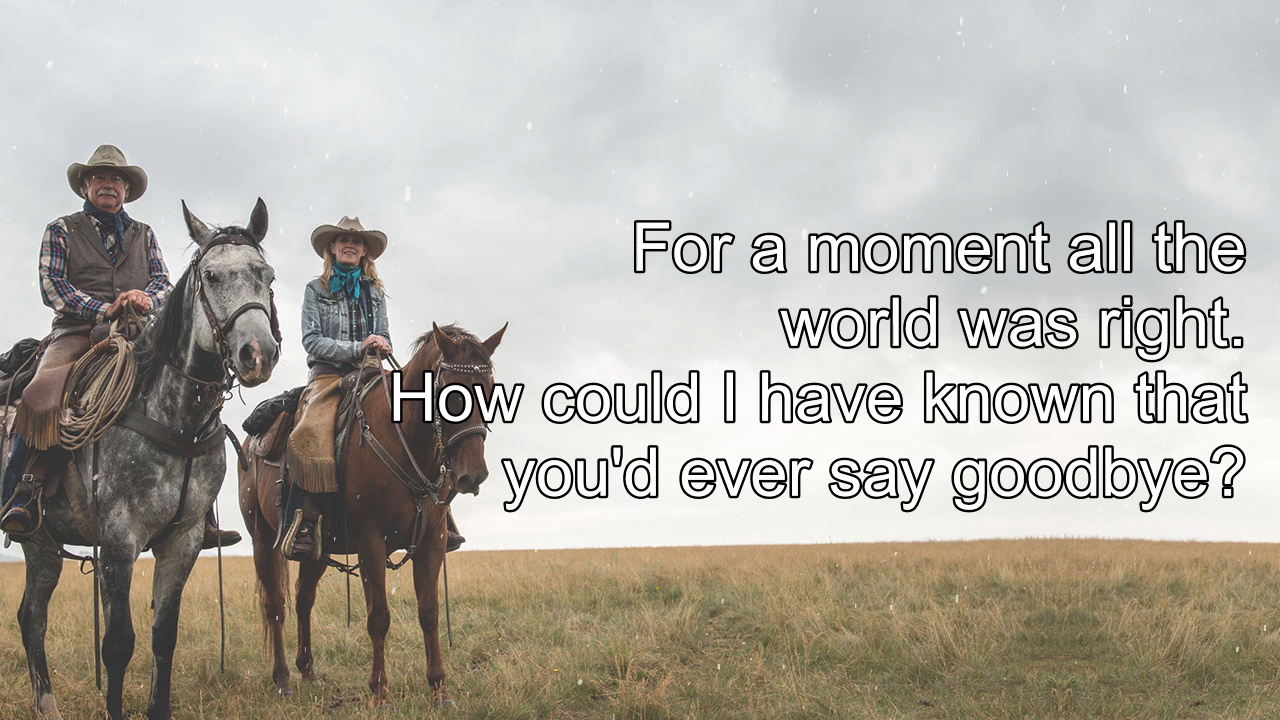 For a moment all the
world was right.
How could I have known that
you'd ever say goodbye?